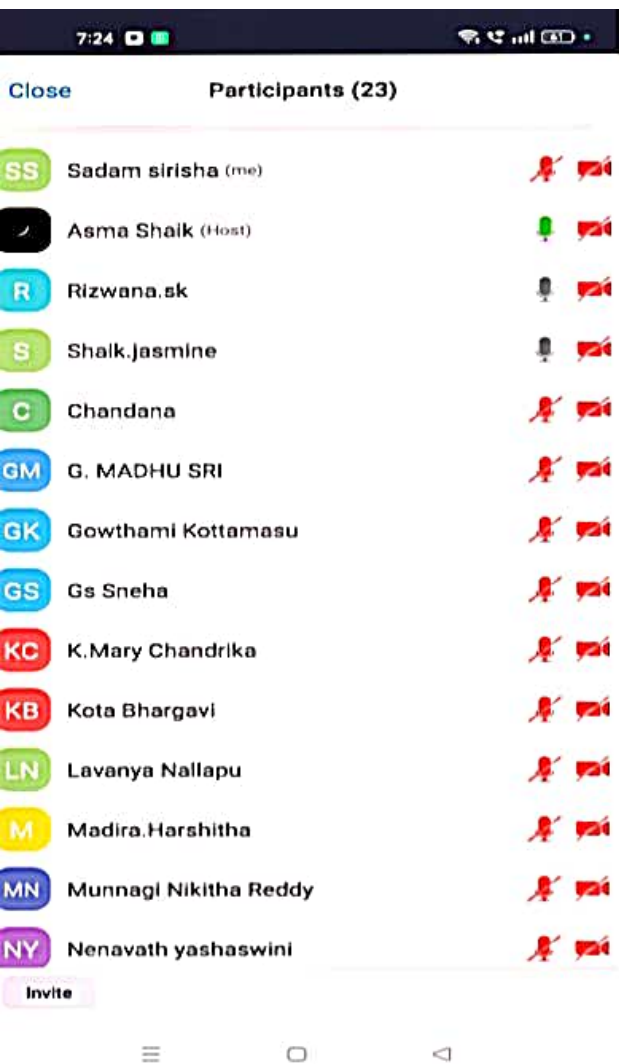 7:24 61
Close Participants (23)
SS Sadam sirisha (me)
Asma Shaik (Host)
R Rizwana.sk
S Shaik.jasmine
C Chandana
GM G. MADHU SRI
GK Gowthami Kottamasu
GS Gs Sneha
KC K.Mary Chandrika
KB Kota Bhargavi
LN Lavanya Nallapu
M Madira.Harshitha
MN Munnagi Nikitha Reddy
NY Nenavath yashaswini
Invite